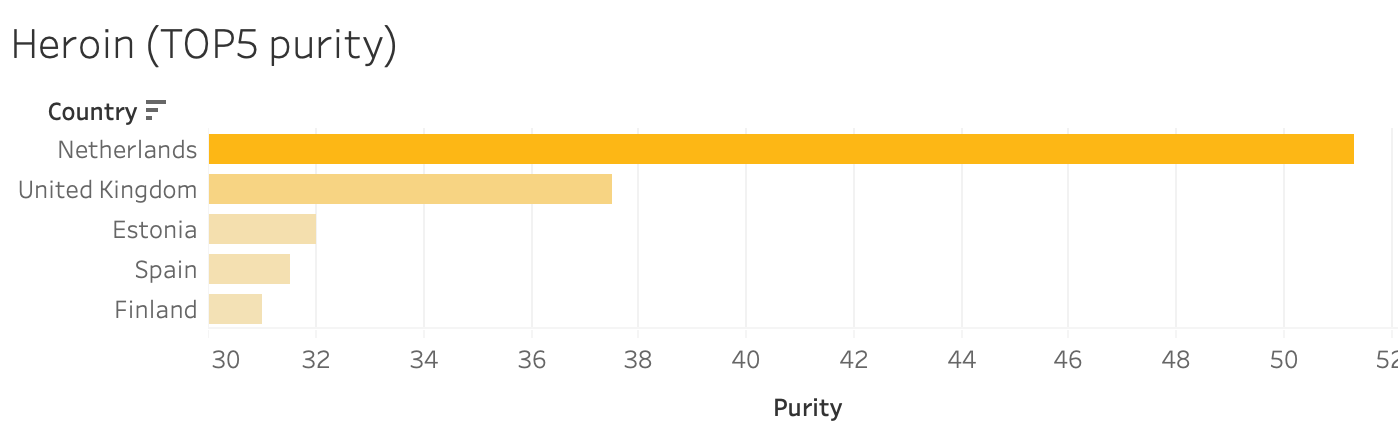 Heroin (TOP5 purity)
Country
Netherlands
United Kingdom
Estonia
Spain
Finland
30 32 34 36 38 40 42 44 46 48 50 52
Purity